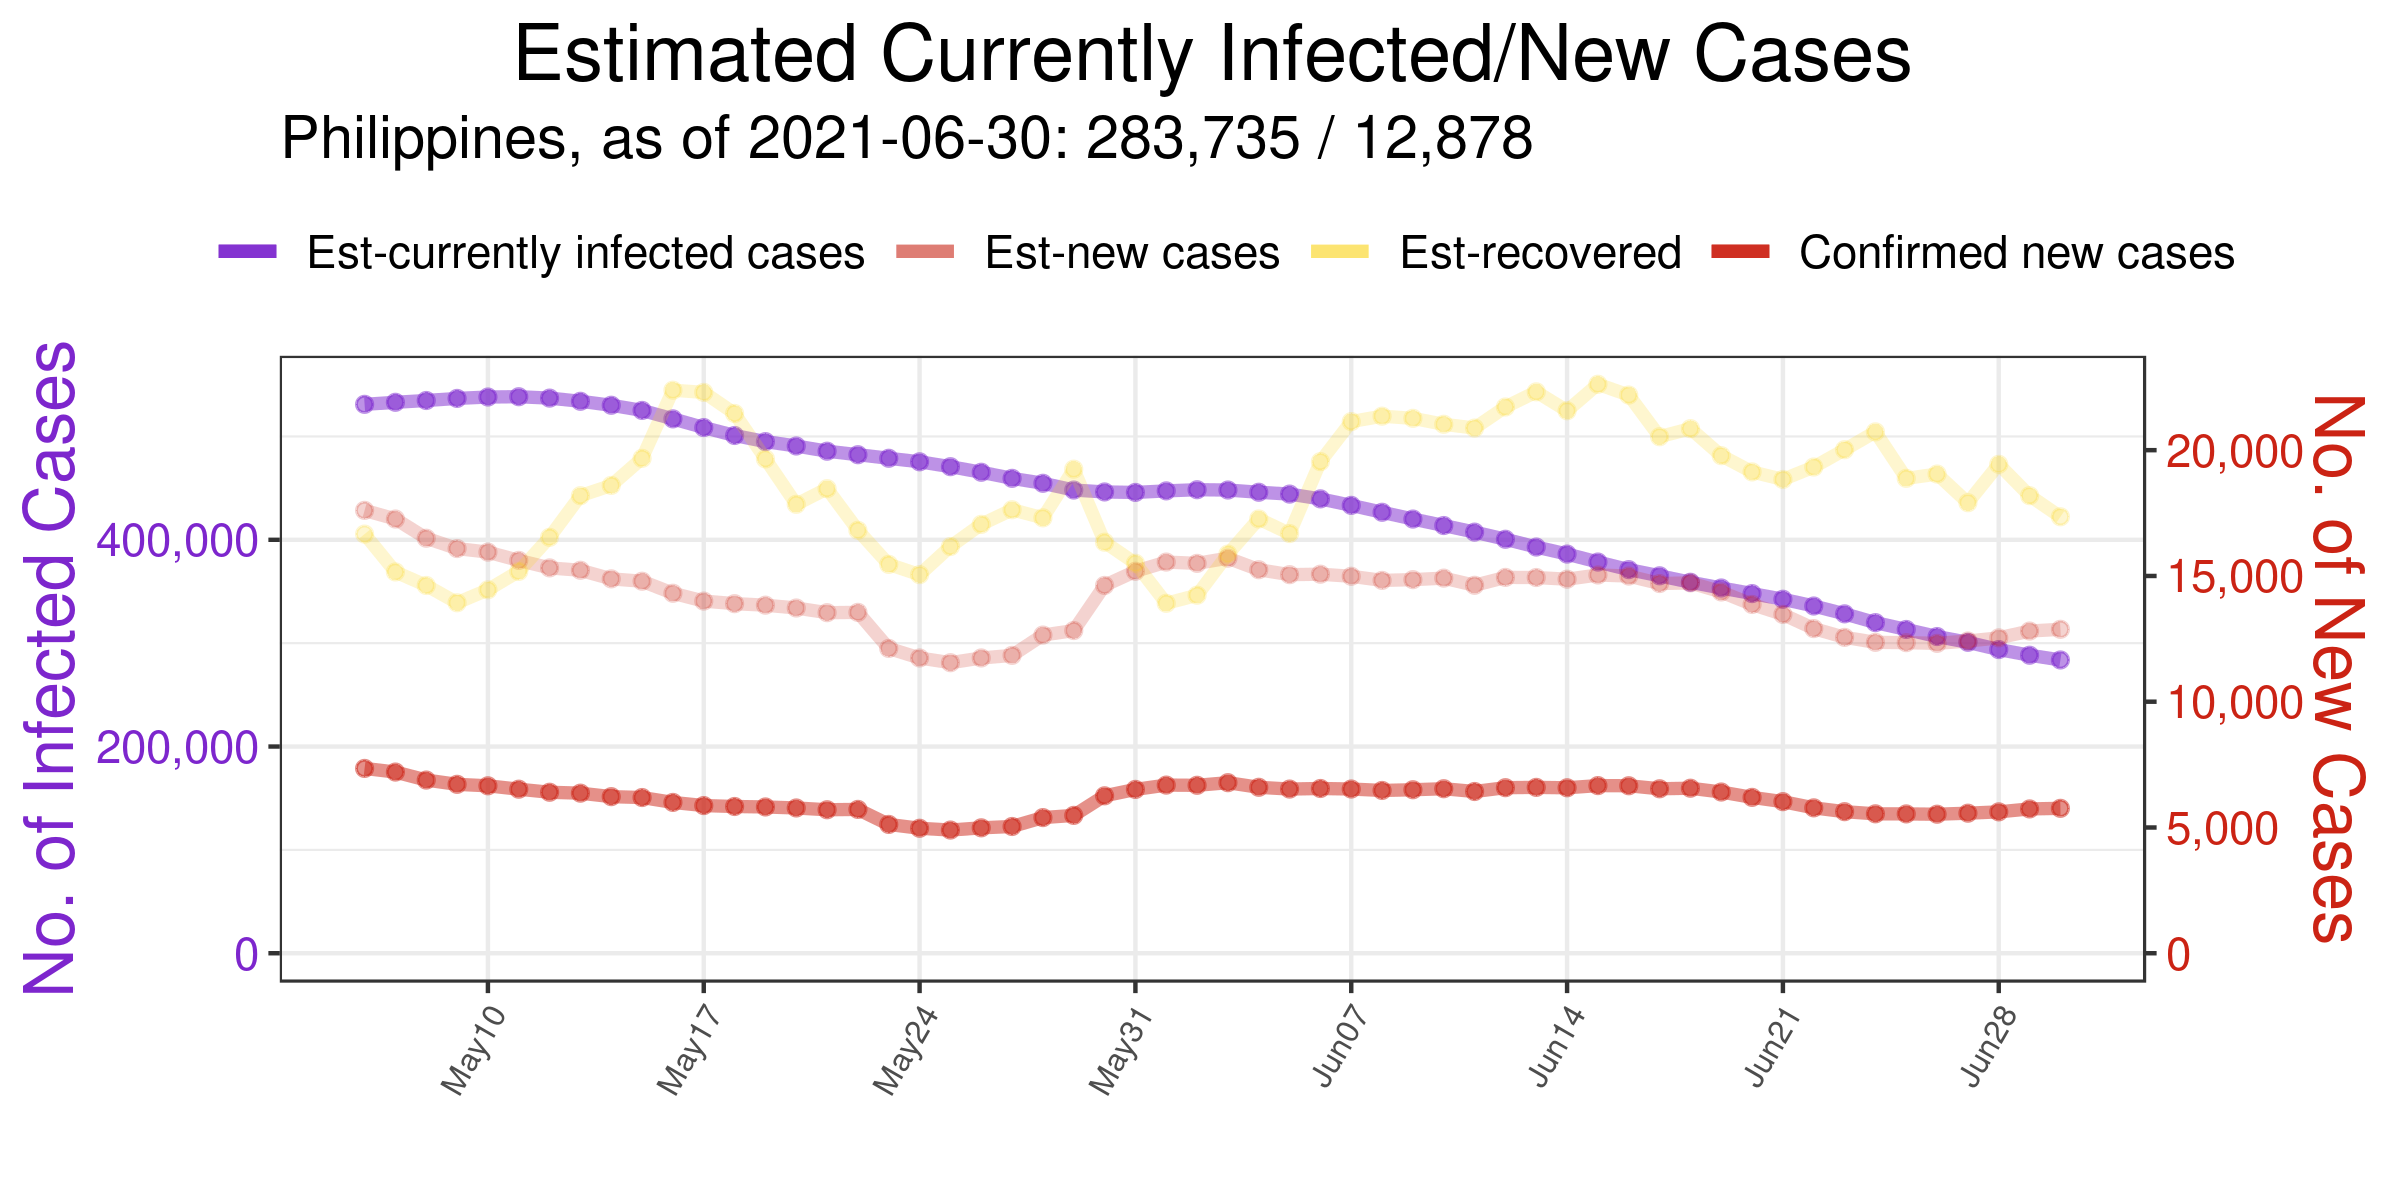 Estimated Currently Infected/New Cases
Philippines, as of 2021-06-30: 283,735 / 12,878
Est-currently infected cases Est-new cases Est-recovered Confirmed new cases
No. of Infected Cases
400,000
200,000
0
20,000
15,000
10,000
5,000
0
No. of New Cases
May10 May17 May24 May31 Jun07 Jun14 Jun21 Jun28